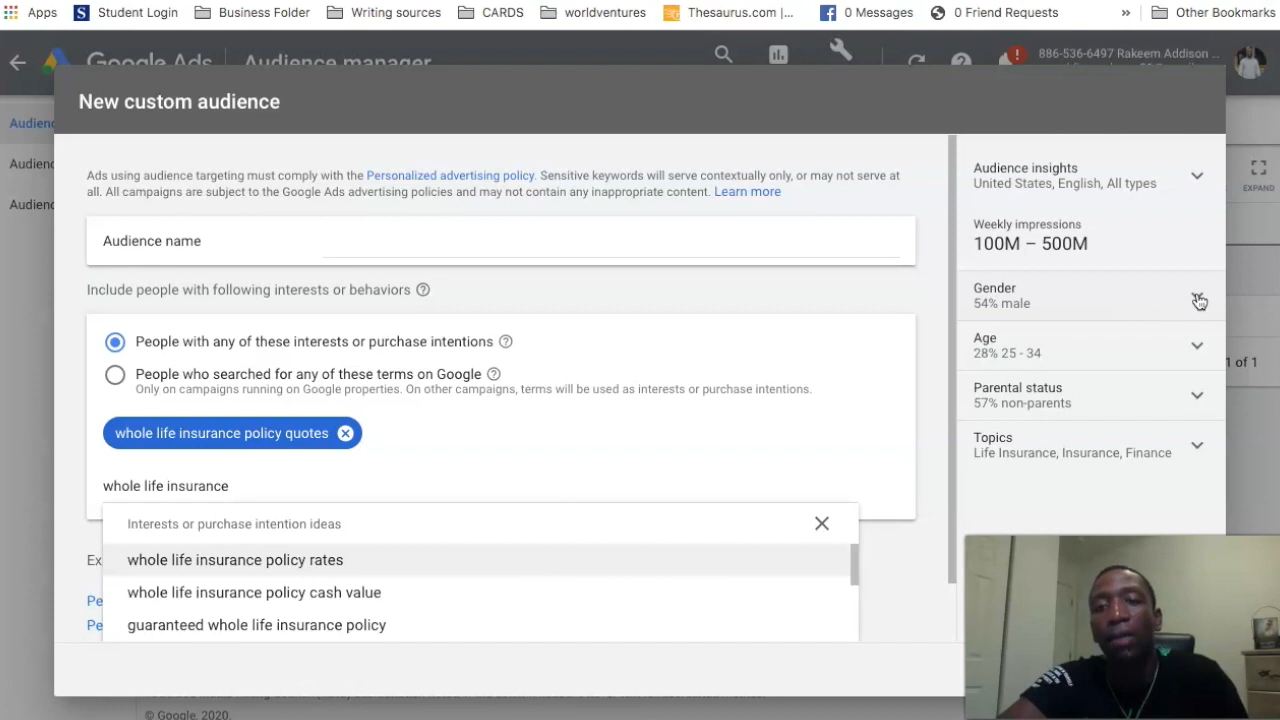 Apps
Student Login
Business Folder
Writing sources
CARDS
worldventures
Thesaurus.com |...
0 Messages
0 Friend Requests
»
Other Bookmarks
Google Ads
Audience manager
886-536-6497 Rakeem Addison ...
New custom audience
Audienc
Audienc
Audienc
Ads using audience targeting must comply with the Personalized advertising policy. Sensitive keywords will serve contextually only, or may not serve at
all. All campaigns are subject to the Google Ads advertising policies and may not contain any inappropriate content. Learn more
Audience name
Include people with following interests or behaviors
People with any of these interests or purchase intentions
People who searched for any of these terms on Google
Only on campaigns running on Google properties. On other campaigns, terms will be used as interests or purchase intentions.
whole life insurance policy quotes
whole life insurance
Interests or purchase intention ideas
whole life insurance policy rates
whole life insurance policy cash value
guaranteed whole life insurance policy
Ex
Pe
Pe
Audience insights
United States, English, All types
Weekly impressions
100M – 500M
Gender
54% male
Age
28% 25 - 34
Parental status
57% non-parents
Topics
Life Insurance, Insurance, Finance
EXPAND
1 of 1
© Google, 2020.